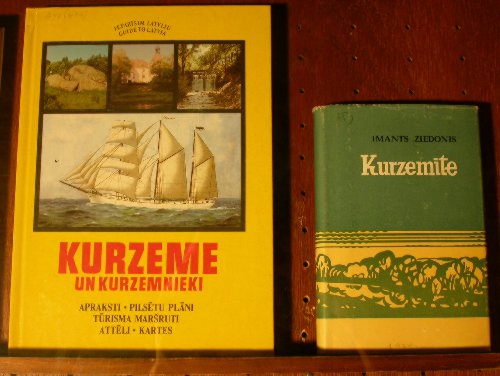 IEPAZĪSIM LATVIJU
GUIDE TO LATVIA
KURZEME
UN KURZEMNIEKI
APRAKSTI • PILSĒTU PLĀNI
TŪRISMA MARŠRUTI
ATTĒLI • KARTES
IMANTS ZIEDONIS
Kurzemīte